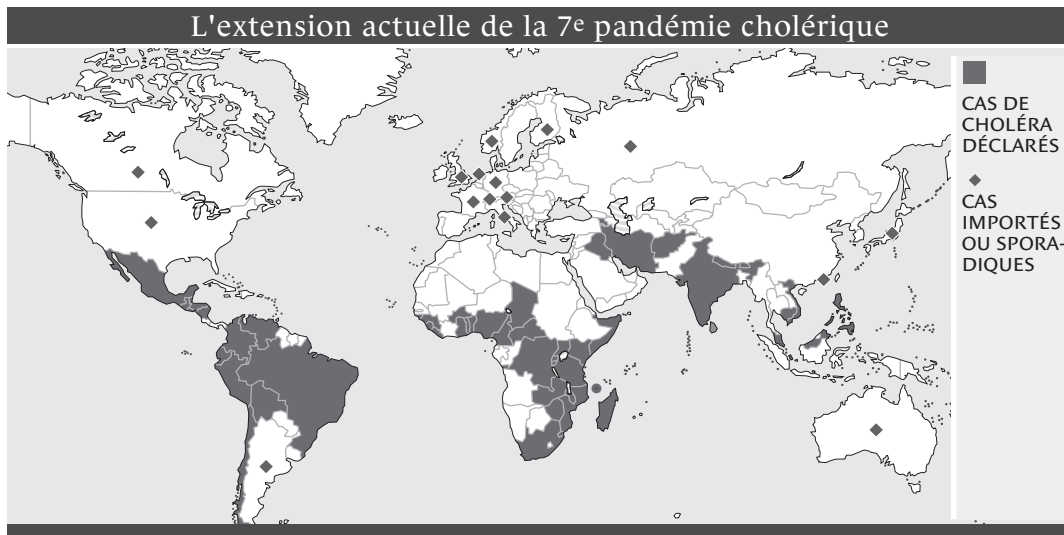 L'extension actuelle de la 7e pandémie cholérique
CAS DE
CHOLÉRA
DÉCLARÉS
CAS
IMPORTÉS
OU SPORA-
DIQUES